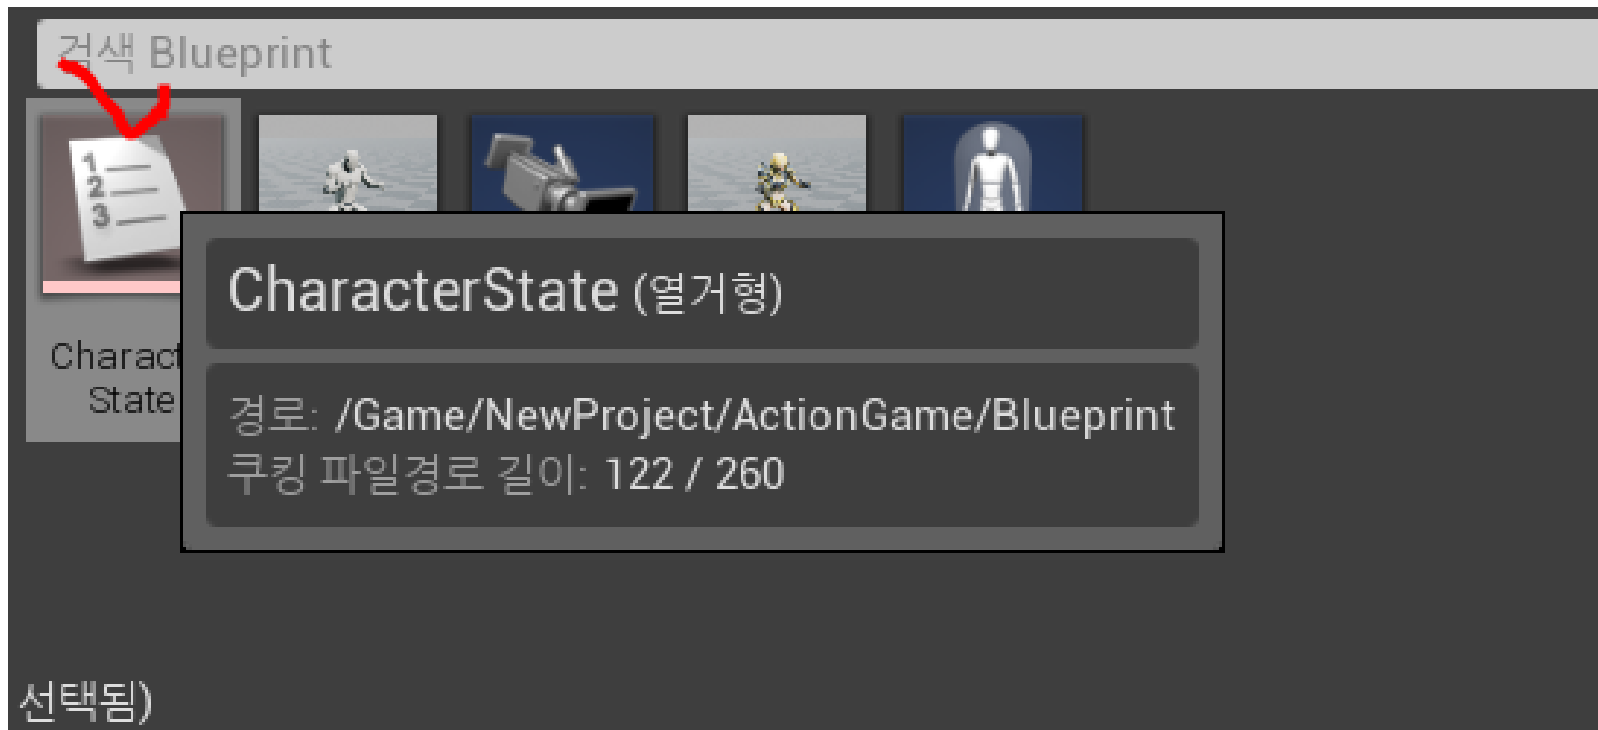 검색 Blueprint
1
2
3
CharacterState (열거형)
Charact
State
경로: /Game/NewProject/ActionGame/Blueprint
쿠킹 파일경로 길이: 122 / 260
선택됨)